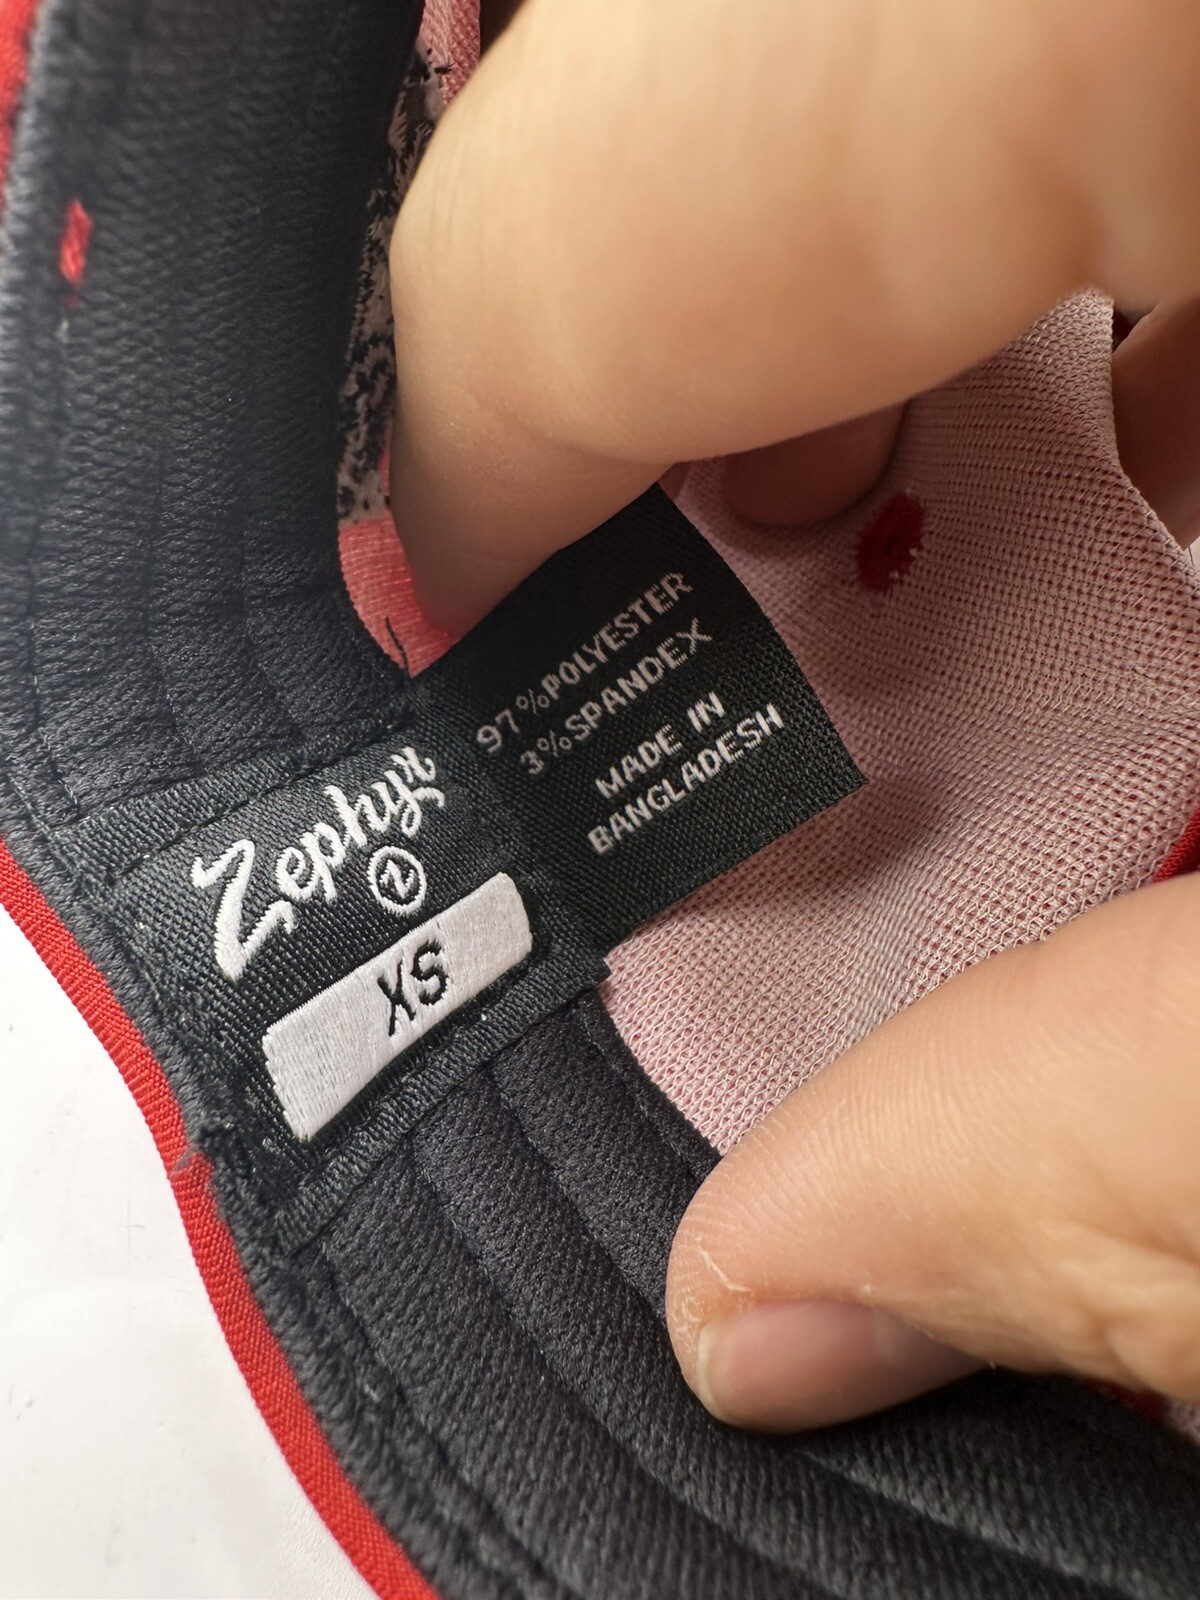 Zephyr
Z
XS
97%POLYESTER
3%SPANDEX
MADE IN
BANGLADESH